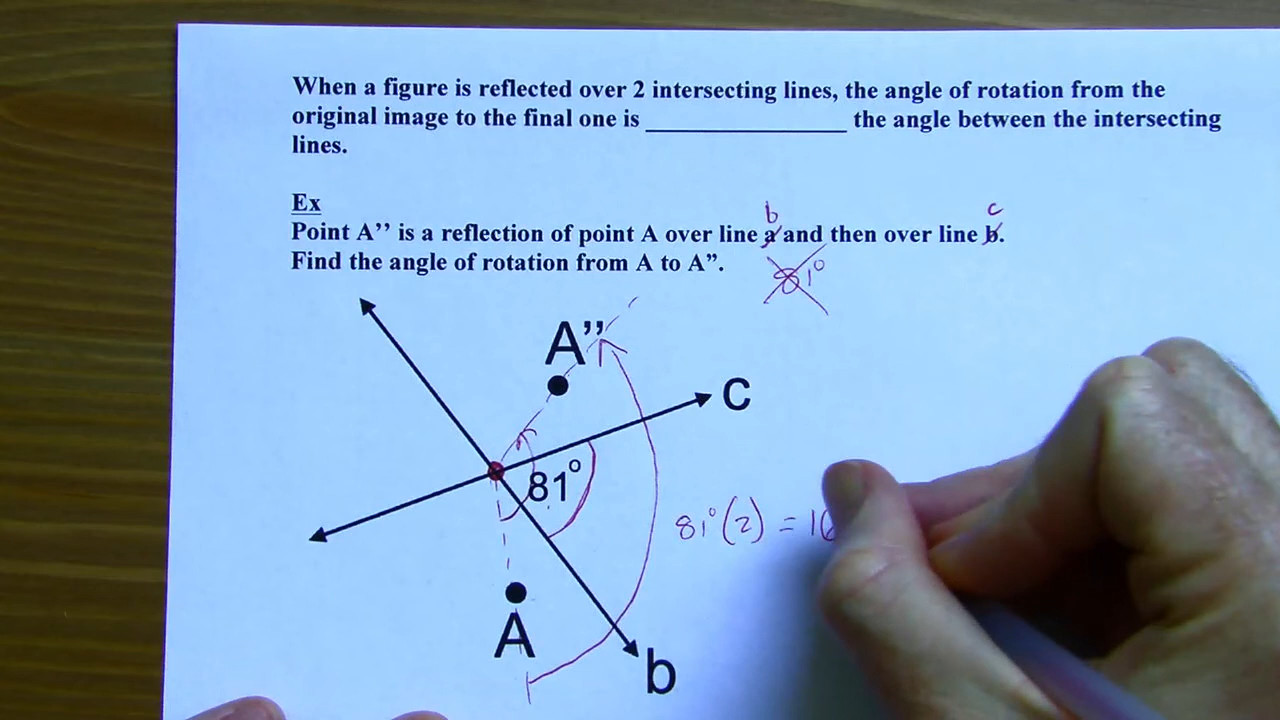 When a figure is reflected over 2 intersecting lines, the angle of rotation from the
original image to the final one is ______________ the angle between the intersecting
lines.
Ex
b c
Point A’’ is a reflection of point A over line a and then over line b.
Find the angle of rotation from A to A”.
81°
A’’
C
81°
81°(2) = 16
A
b